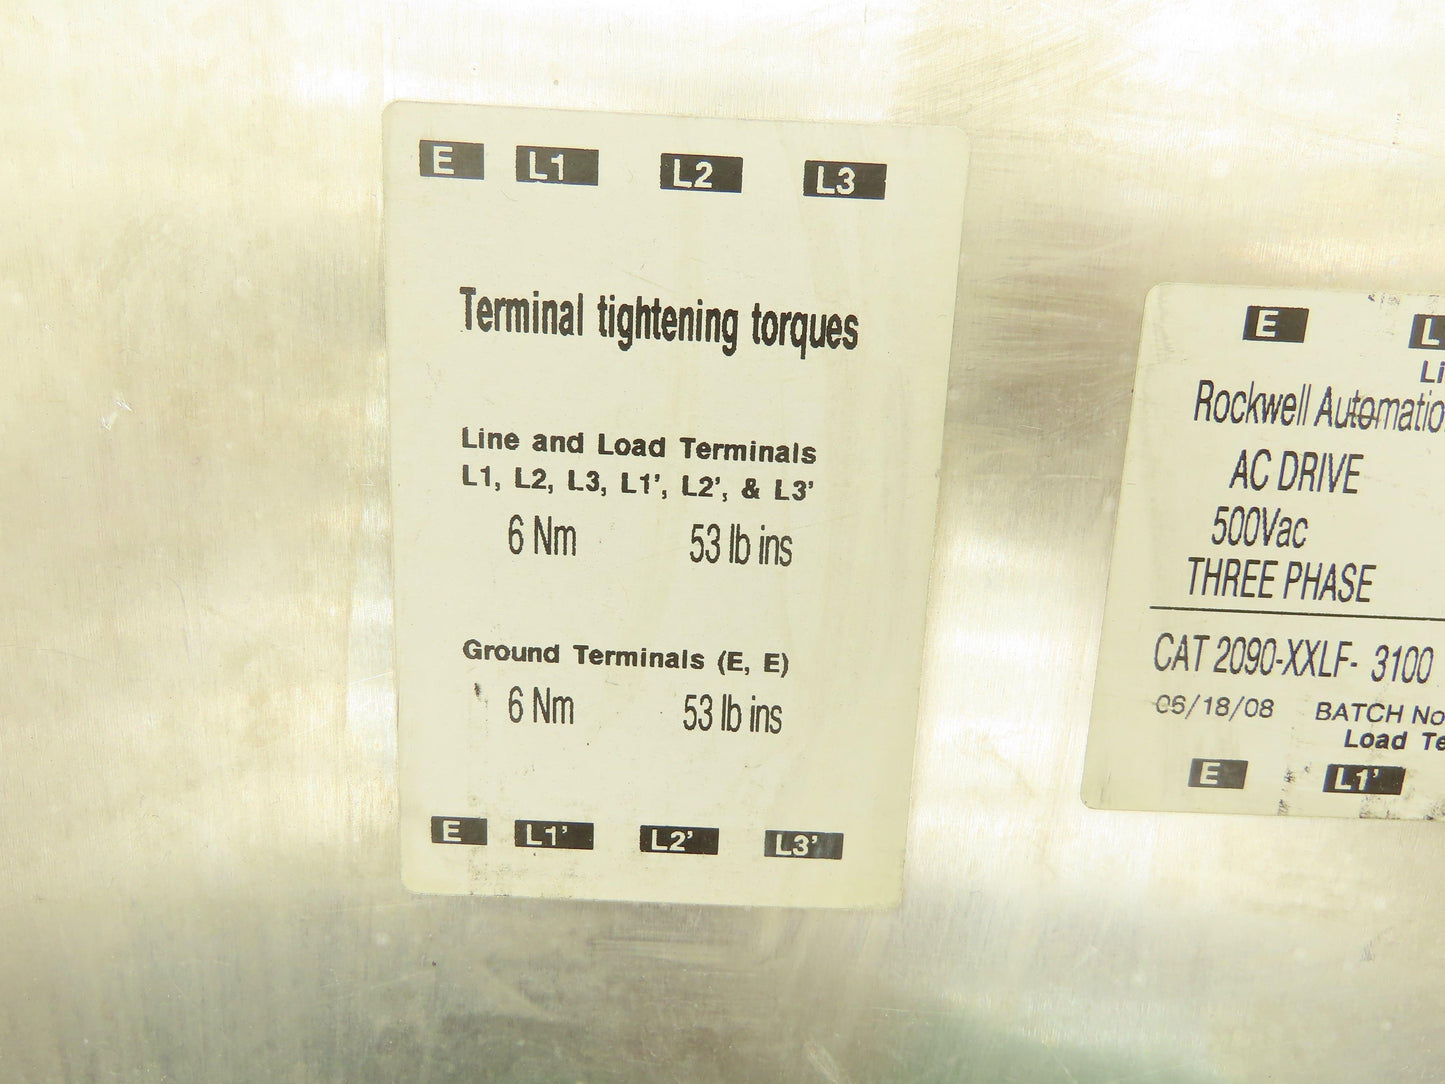 E L1 L2 L3
Terminal tightening torques
Line and Load Terminals
L1, L2, L3, L1', L2', & L3'
6 Nm 53 lb ins
Ground Terminals (E, E)
6 Nm 53 lb ins
E L1' L2' L3'
E L
Li
Rockwell Automatio
AC DRIVE
500Vac
THREE PHASE
CAT 2090-XXLF- 3100
06/18/08 BATCH No
Load Te
E L1'